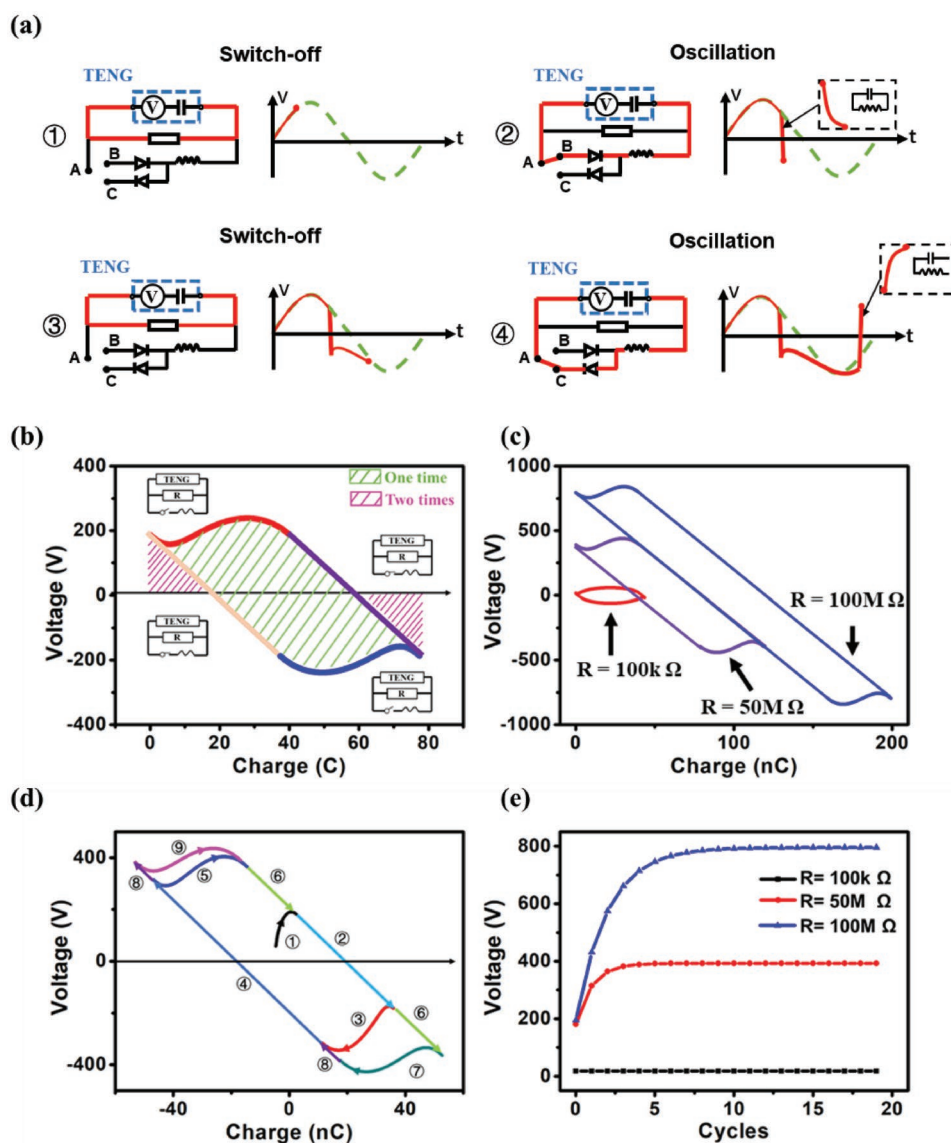 (a)
Switch-off
Oscillation
TENG
V
V
t
①
A
B
C
TENG
V
V
t
②
A
B
C
Switch-off
Oscillation
TENG
V
V
t
③
A
B
C
TENG
V
V
t
④
A
B
C
(b)
400
200
0
-200
-400
Voltage (V)
0 20 40 60 80
Charge (C)
One time
Two times
TENG
R
TENG
R
TENG
R
TENG
R
(c)
1000
500
0
-500
-1000
Voltage (V)
0 100 200
Charge (nC)
R = 100M Ω
R = 100k Ω
R = 50M Ω
(d)
400
0
-400
Voltage (V)
-40 0 40
Charge (nC)
⑨
⑧
⑤
⑥
①
②
④
③
⑥
⑧
⑦
(e)
800
600
400
200
0
Voltage (V)
0 5 10 15 20
Cycles
R= 100k Ω
R= 50M Ω
R= 100M Ω